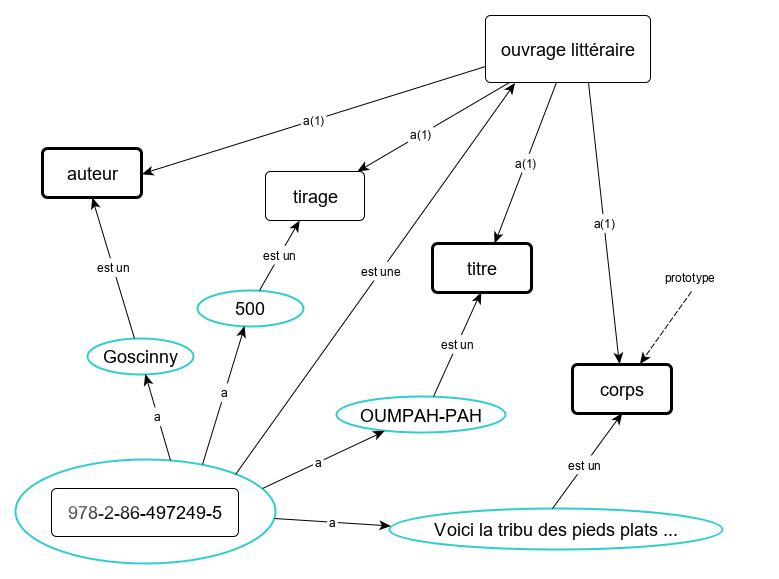 ouvrage littéraire
a(1)
a(1)
auteur
a(1)
tirage
a(1)
est un
est un
est une
titre
prototype
500
Goscinny
est un
corps
a
a
OUMPAH-PAH
a
est un
978-2-86-497249-5
a
Voici la tribu des pieds plats ...